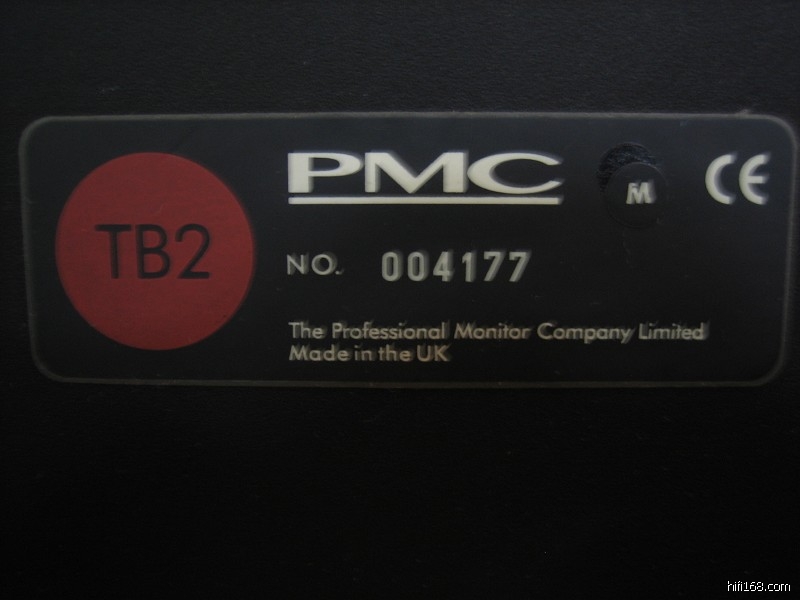 TB2
PMC
M
CE
NO. 004177
The Professional Monitor Company Limited
Made in the UK
hifi168.com